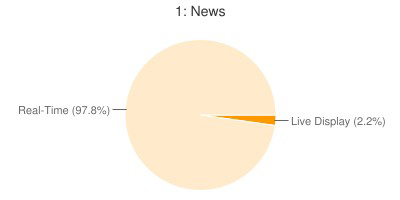 1: News
Real-Time (97.8%)
Live Display (2.2%)